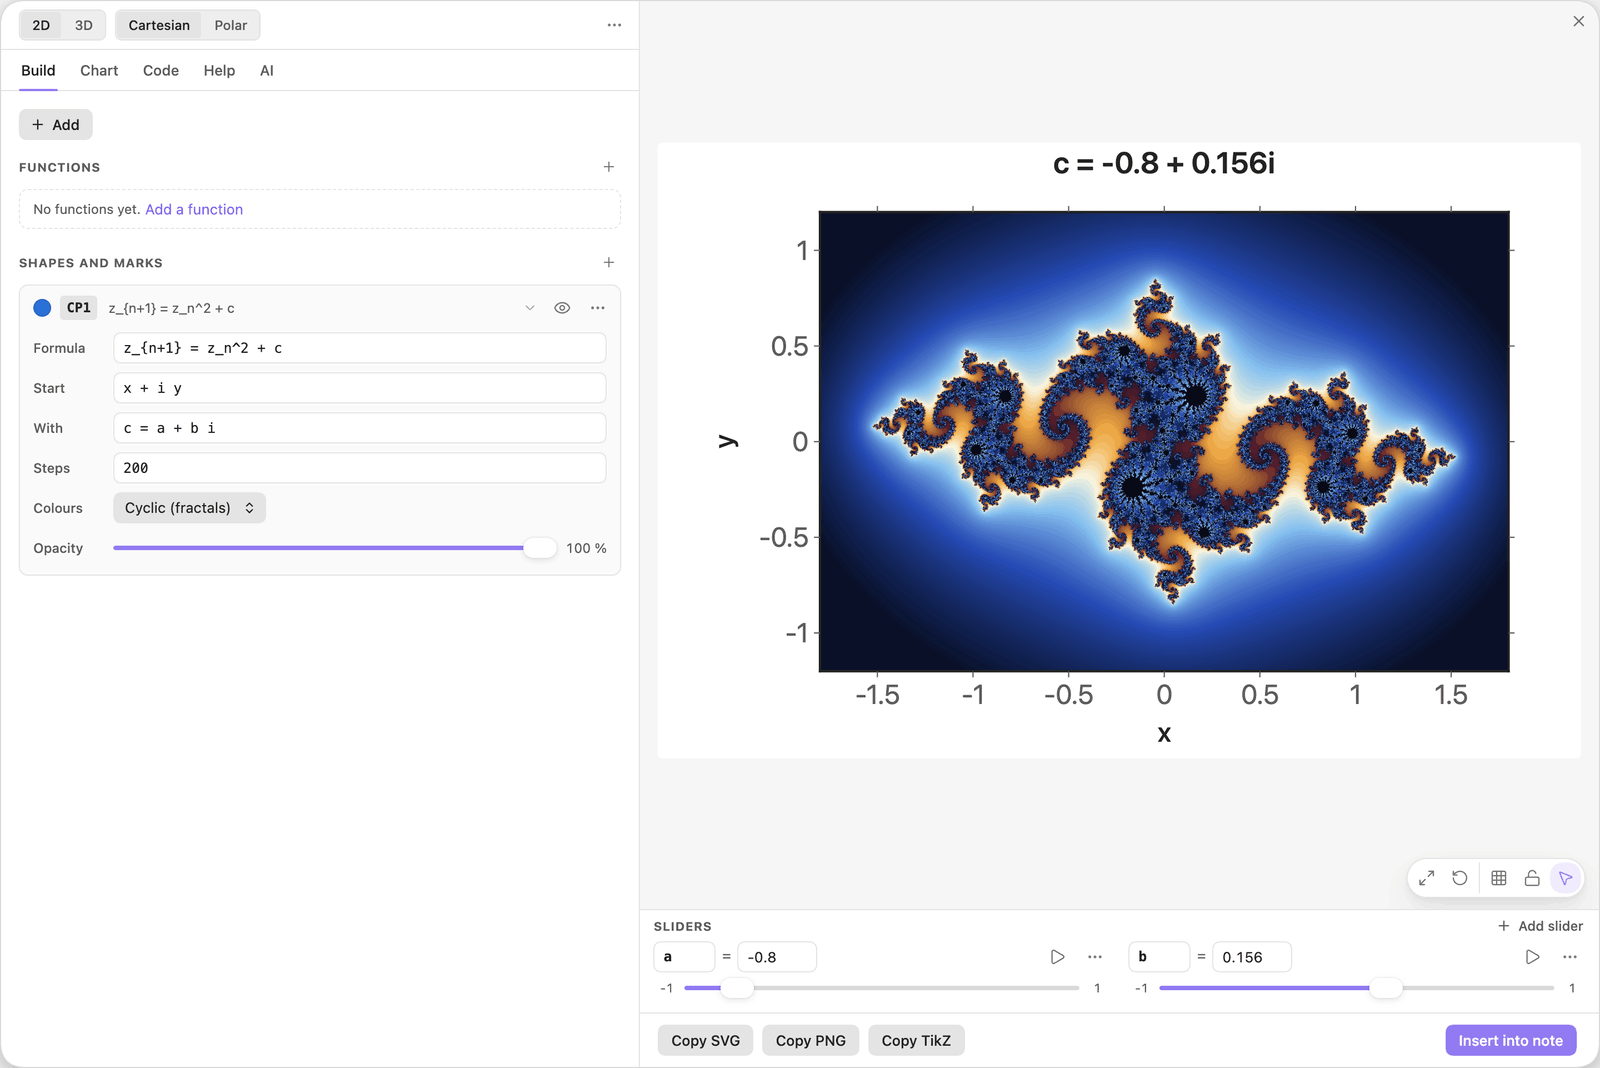 2D 3D Cartesian Polar
Build Chart Code Help AI
+ Add
FUNCTIONS
No functions yet. Add a function
SHAPES AND MARKS
CP1 z_{n+1} = z_n^2 + c
Formula z_{n+1} = z_n^2 + c
Start x + i y
With c = a + b i
Steps 200
Colours Cyclic (fractals)
Opacity 100 %
c = -0.8 + 0.156i
1
0.5
0
-0.5
-1
y
-1.5 -1 -0.5 0 0.5 1 1.5
x
SLIDERS + Add slider
a = -0.8 b = 0.156
-1 1 -1 1
Copy SVG Copy PNG Copy TikZ Insert into note